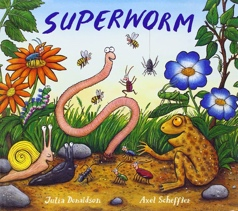 SUPERWORM
Julia Donaldson Axel Scheffler